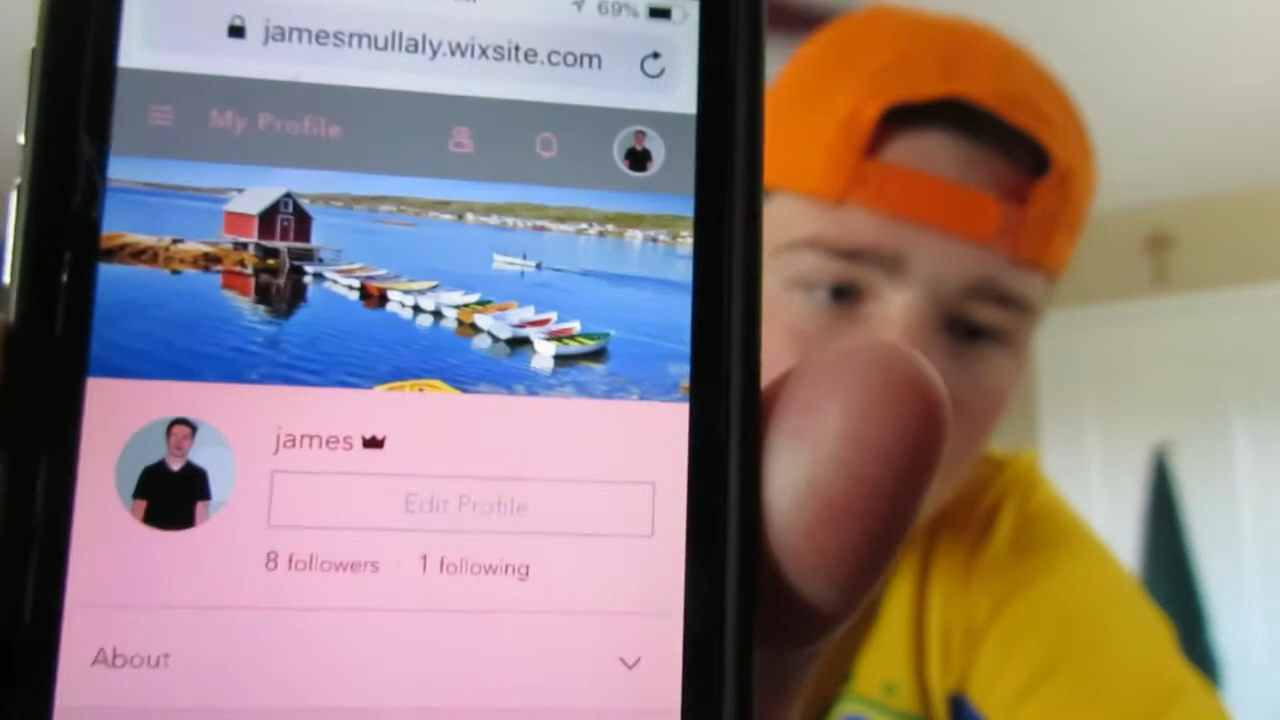 69%
jamesmullaly.wixsite.com
My Profile
james
Edit Profile
8 followers · 1 following
About